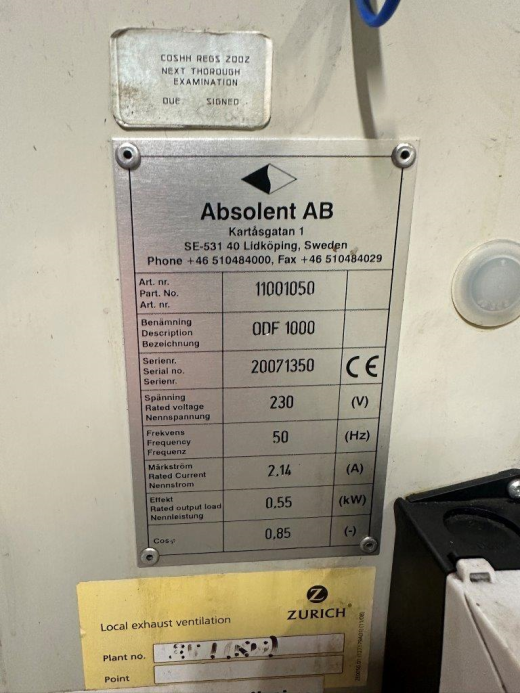 COSHH REGS 2002
NEXT THOROUGH
EXAMINATION
DUE SIGNED
Absolent AB
Kartåsgatan 1
SE-531 40 Lidköping, Sweden
Phone +46 510484000, Fax +46 510484029
Art. nr.
Part. No. 11001050
Art. nr.
Benämning
Description ODF 1000
Bezeichnung
Serienr.
Serial no. 20071350 CE
Serienr.
Spänning
Rated voltage 230 (V)
Nennspannung
Frekvens
Frequency 50 (Hz)
Frequenz
Märkström
Rated Current 2.14 (A)
Nennstrom
Effekt
Rated output load 0.55 (kW)
Nennleistung
Cosφ 0,85 (-)
ZURICH
Local exhaust ventilation
Plant no.
Point